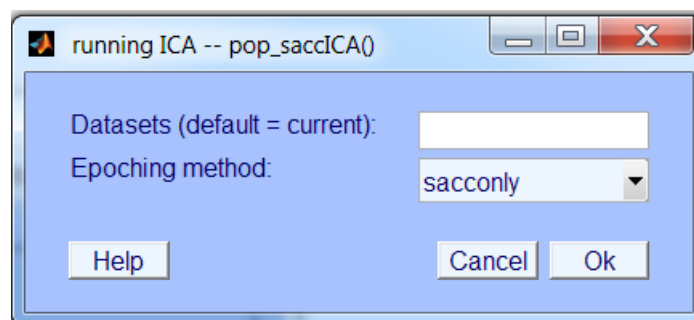 running ICA -- pop_saccICA()
Datasets (default = current):
Epoching method:
sacconly
Help
Cancel
Ok